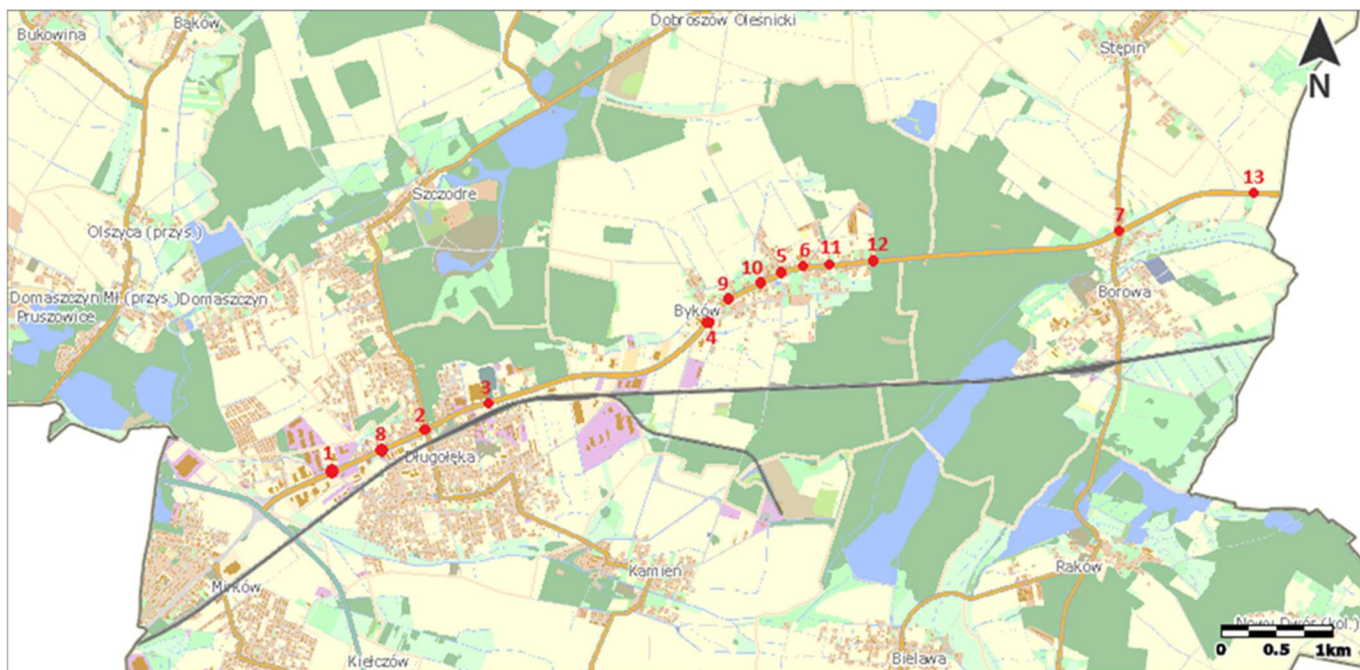 Dobroszów Oleśnicki
Bąków
Bukowina
Stępin
N
Szczodre
13
Olszyca (przys.)
7
12
11
6
5
10
9
Domaszczyn Mł. (przys.) Domaszczyn
Pruszowice
Borowa
Byków
4
3
2
8
1
Długołęka
Mirków
Kamień
Raków
Nowy Dwór (kol.)
0 0.5 1km
Kiełczów
Bielawa